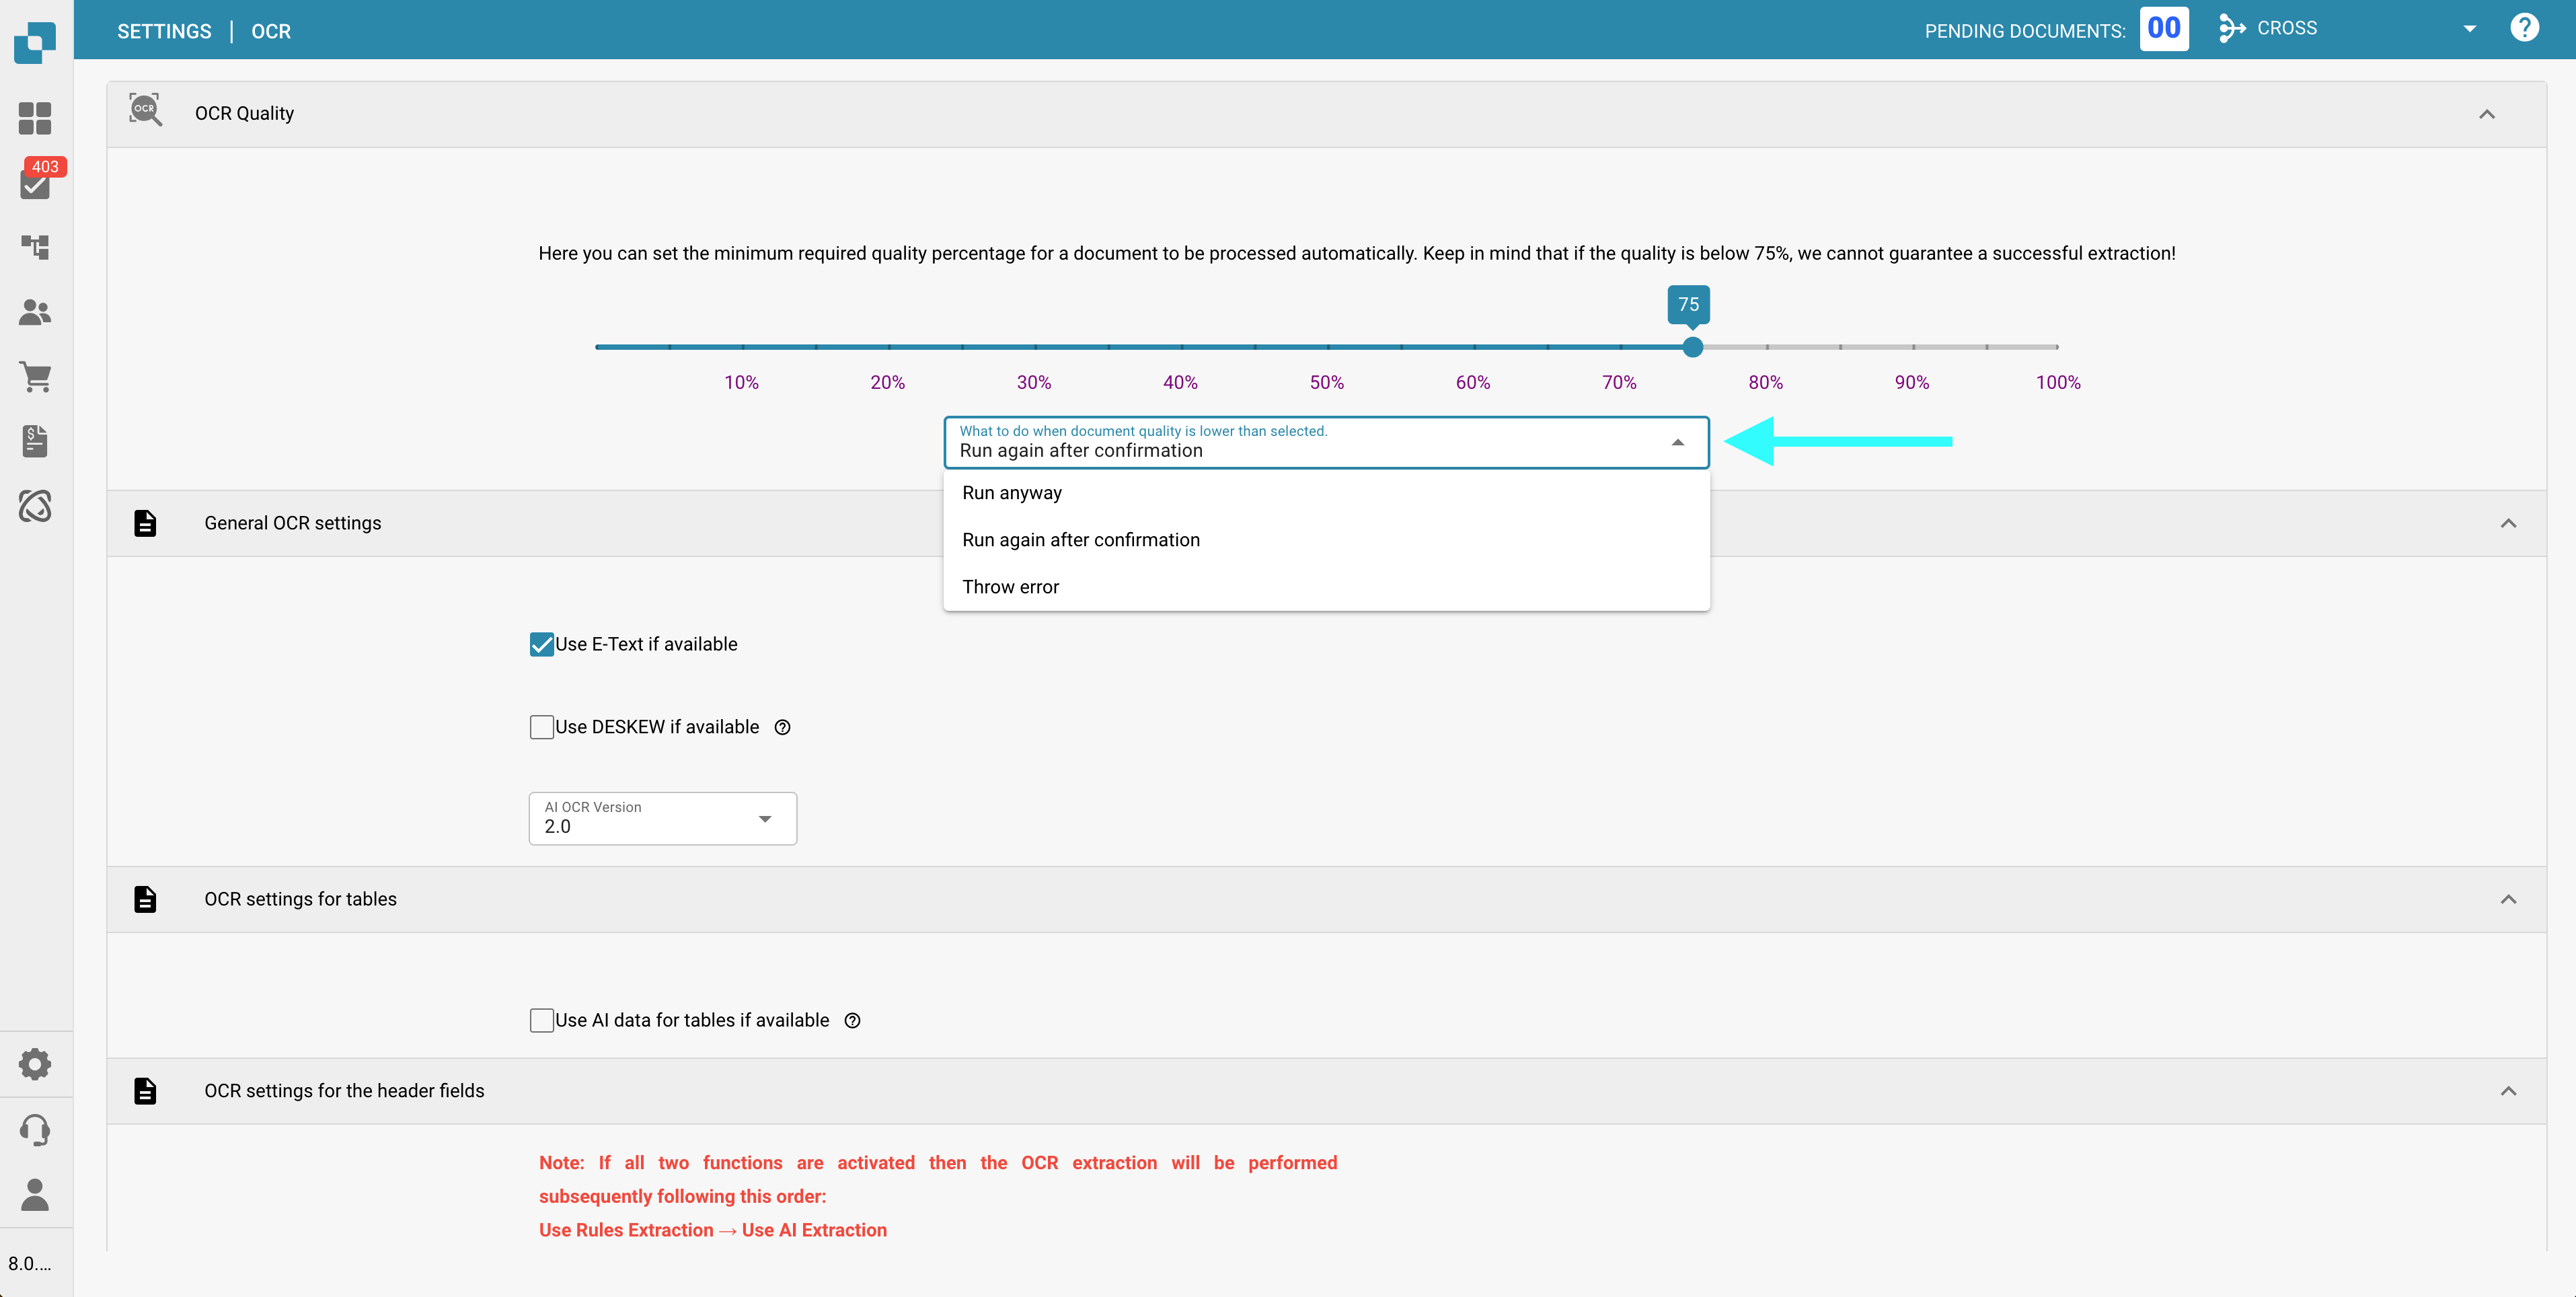 SETTINGS | OCR
PENDING DOCUMENTS: 00 CROSS
403
OCR
OCR Quality
Here you can set the minimum required quality percentage for a document to be processed automatically. Keep in mind that if the quality is below 75%, we cannot guarantee a successful extraction!
75
10% 20% 30% 40% 50% 60% 70% 80% 90% 100%
What to do when document quality is lower than selected.
Run again after confirmation
Run anyway
Run again after confirmation
Throw error
General OCR settings
Use E-Text if available
Use DESKEW if available
AI OCR Version
2.0
OCR settings for tables
Use AI data for tables if available
OCR settings for the header fields
Note: If all two functions are activated then the OCR extraction will be performed
subsequently following this order:
Use Rules Extraction → Use AI Extraction
8.0....